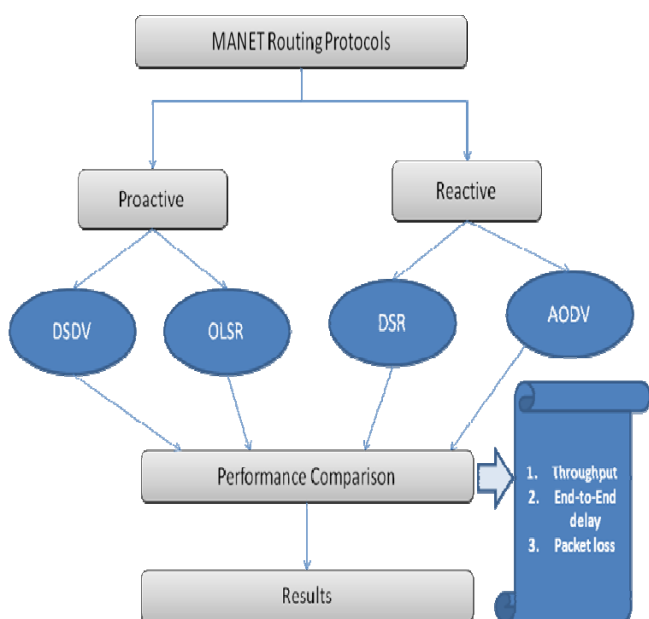 MANET Routing Protocols
Proactive
Reactive
DSDV
OLSR
DSR
AODV
Performance Comparison
1. Throughput
2. End-to-End
delay
3. Packet loss
Results